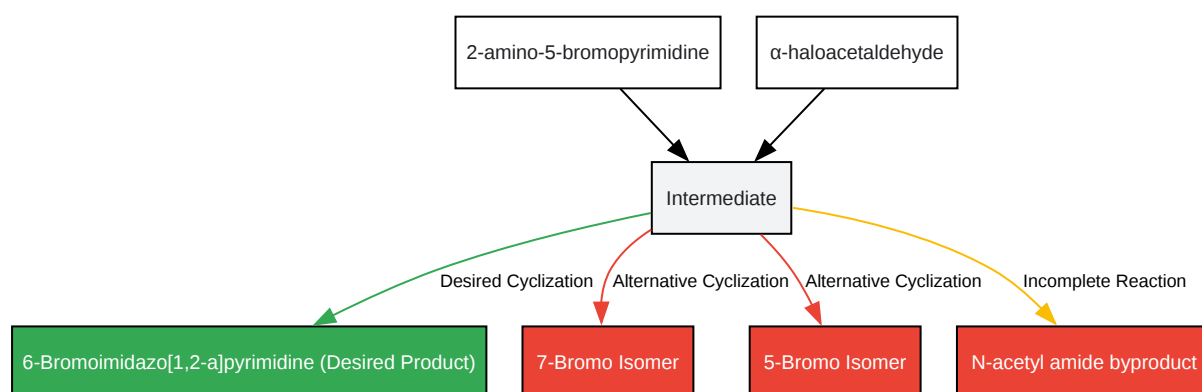 2-amino-5-bromopyrimidine
α-haloacetaldehyde
Intermediate
Desired Cyclization
Alternative Cyclization
Alternative Cyclization
Incomplete Reaction
6-Bromoimidazo[1,2-a]pyrimidine (Desired Product)
7-Bromo Isomer
5-Bromo Isomer
N-acetyl amide byproduct